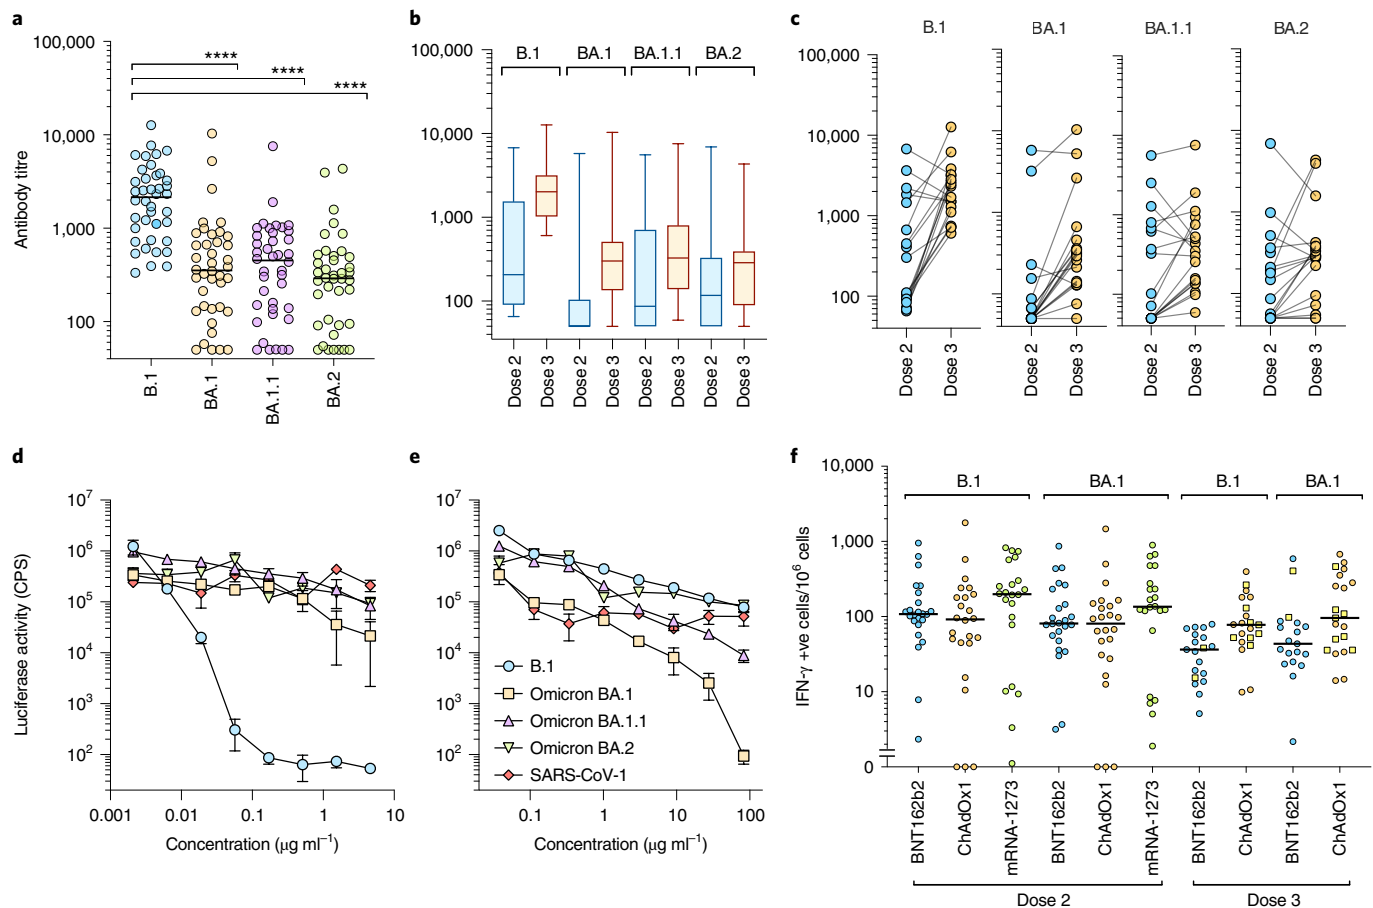 a
100,000
10,000
1,000
100
Antibody titre
****
****
****
B.1
BA.1
BA.1.1
BA.2
b
100,000
10,000
1,000
100
B.1 BA.1 BA.1.1 BA.2
Dose 2
Dose 3
Dose 2
Dose 3
Dose 2
Dose 3
Dose 2
Dose 3
c
B.1 BA.1 BA.1.1 BA.2
100,000
10,000
1,000
100
Dose 2
Dose 3
Dose 2
Dose 3
Dose 2
Dose 3
Dose 2
Dose 3
d
10⁷
10⁶
10⁵
10⁴
10³
10²
Luciferase activity (CPS)
0.001 0.01 0.1 1 10
Concentration (μg ml⁻¹)
e
10⁷
10⁶
10⁵
10⁴
10³
10²
B.1
Omicron BA.1
Omicron BA.1.1
Omicron BA.2
SARS-CoV-1
0.1 1 10 100
Concentration (μg ml⁻¹)
f
10,000
1,000
100
10
0
IFN-γ +ve cells/10⁶ cells
B.1 BA.1 B.1 BA.1
BNT162b2
ChAdOx1
mRNA-1273
BNT162b2
ChAdOx1
mRNA-1273
BNT162b2
ChAdOx1
BNT162b2
ChAdOx1
Dose 2 Dose 3